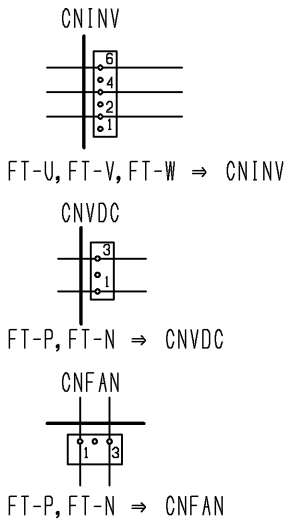 CNINV
6
4
2
1
FT-U,FT-V,FT-W ⇒ CNINV
CNVDC
3
1
FT-P,FT-N ⇒ CNVDC
CNFAN
1 3
FT-P,FT-N ⇒ CNFAN